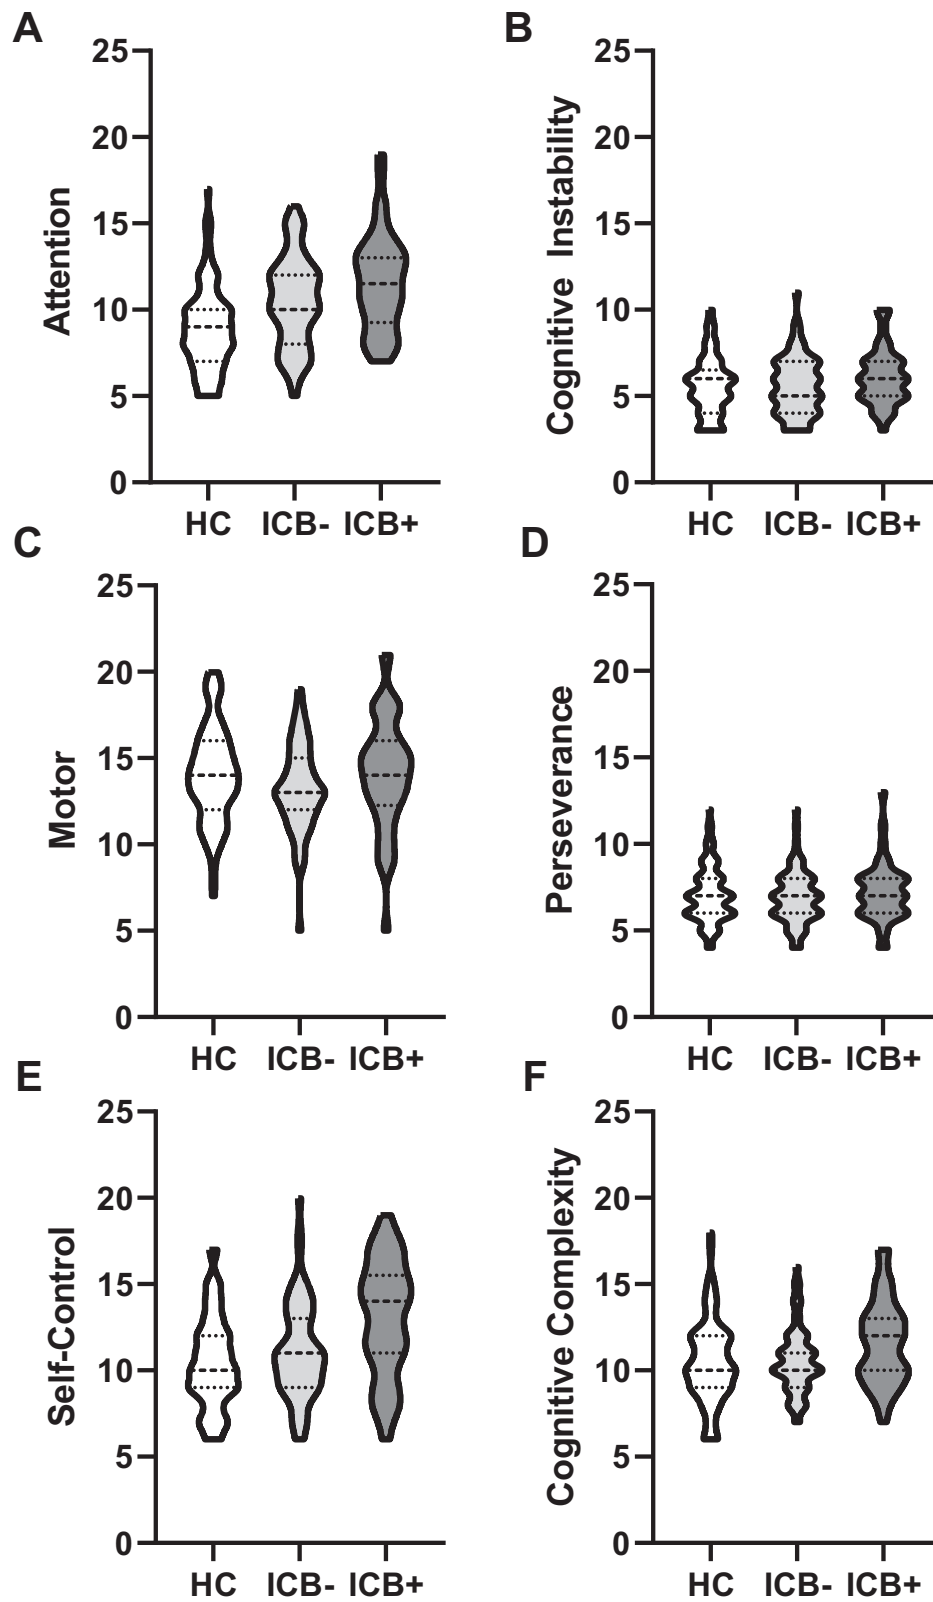 A
25
20
15
10
5
0
Attention
HC ICB- ICB+
B
25
20
15
10
5
0
Cognitive Instability
HC ICB- ICB+
C
25
20
15
10
5
0
Motor
HC ICB- ICB+
D
25
20
15
10
5
0
Perseverance
HC ICB- ICB+
E
25
20
15
10
5
0
Self-Control
HC ICB- ICB+
F
25
20
15
10
5
0
Cognitive Complexity
HC ICB- ICB+